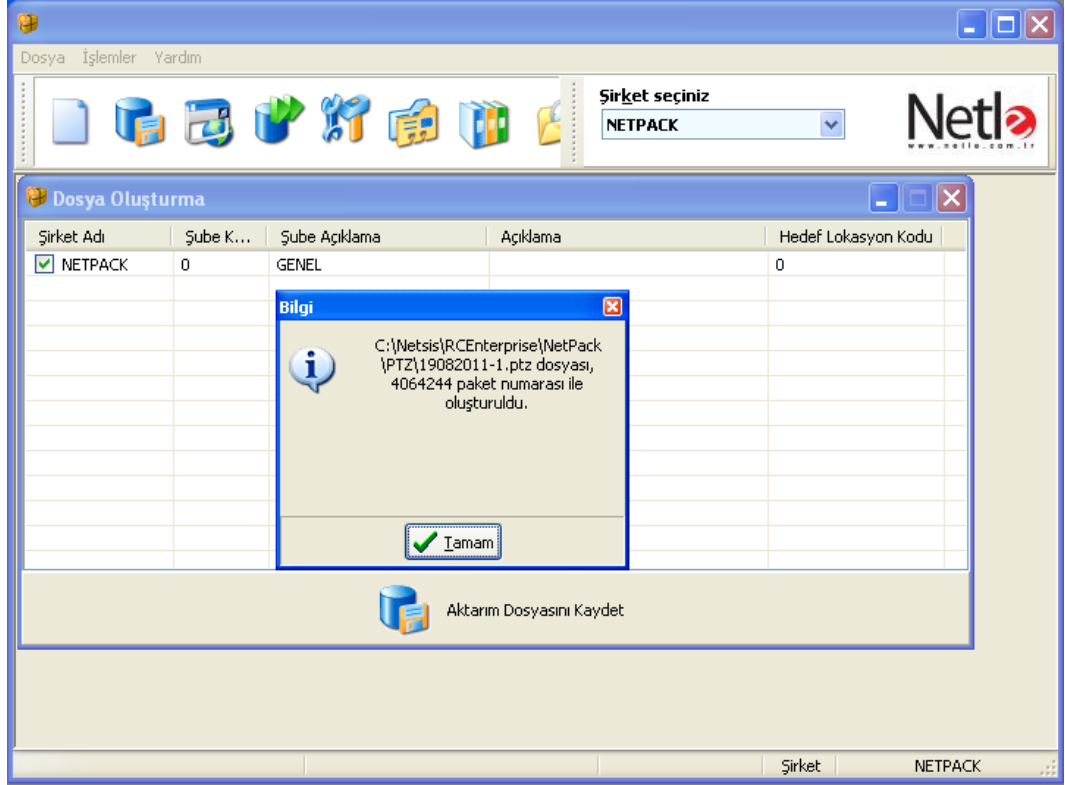 Dosya İşlemler Yardım
Şirket seçiniz
NETPACK
Netle
www.netle.com.tr
Dosya Oluşturma
Şirket Adı Şube K... Şube Açıklama Açıklama Hedef Lokasyon Kodu
NETPACK 0 GENEL 0
Bilgi
C:\Netsis\RCEnterprise\NetPack
\PTZ\19082011-1.ptz dosyası,
4064244 paket numarası ile
oluşturuldu.
Tamam
Aktarım Dosyasını Kaydet
Şirket NETPACK